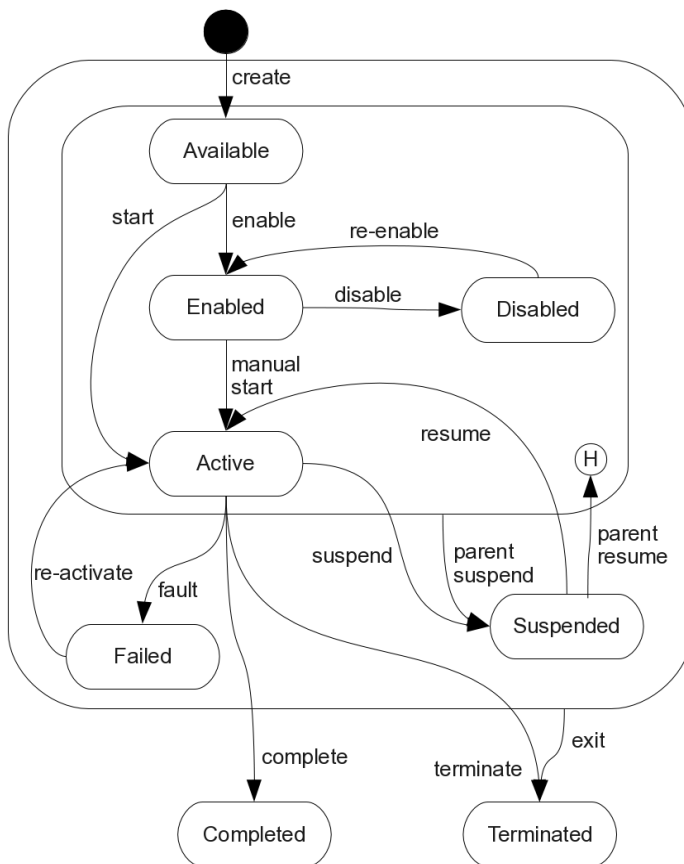 create
Available
start
enable
re-enable
Enabled
disable
Disabled
manual
start
resume
Active
H
suspend
parent
suspend
parent
resume
re-activate
fault
Failed
Suspended
complete
terminate
exit
Completed
Terminated